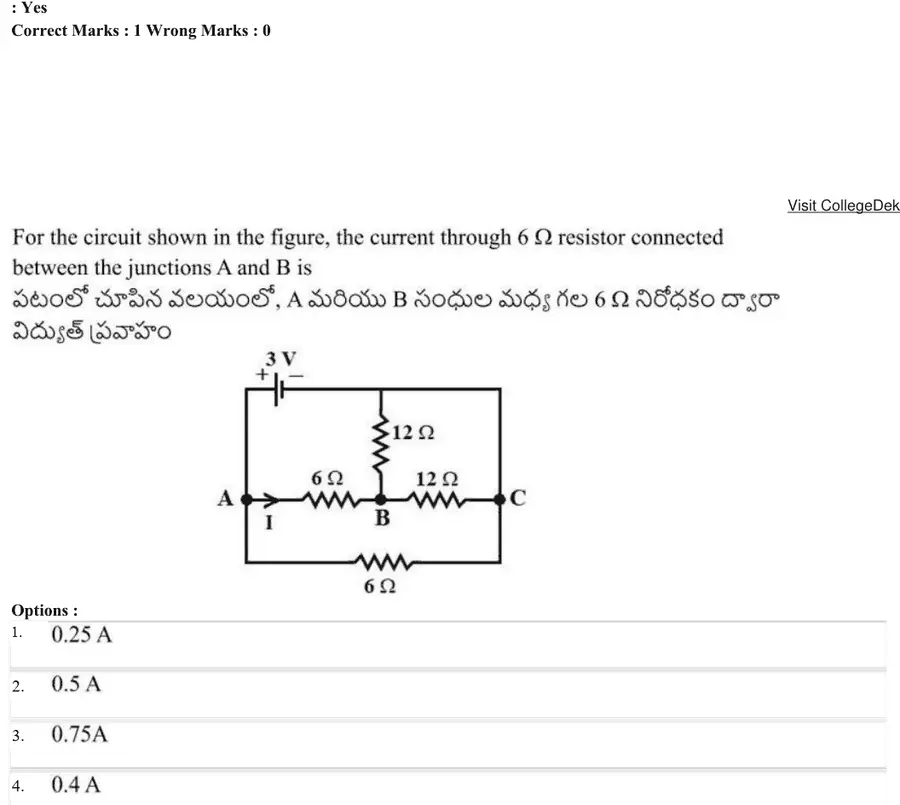 : Yes
Correct Marks : 1 Wrong Marks : 0
Visit CollegeDek
For the circuit shown in the figure, the current through 6 Ω resistor connected
between the junctions A and B is
పటంలో చూపిన వలయంలో, A మరియు B సంధుల మధ్య గల 6 Ω నిరోధకం ద్వారా
విద్యుత్ ప్రవాహం
3 V
+ −
12 Ω
6 Ω 12 Ω
A C
I B
6 Ω
Options :
1. 0.25 A
2. 0.5 A
3. 0.75A
4. 0.4 A